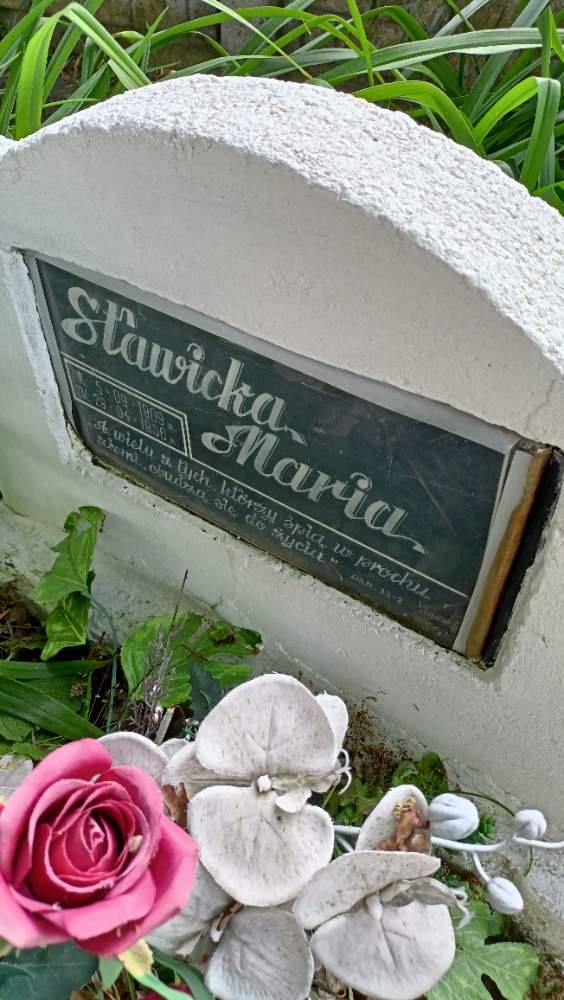 Sławicka
Maria
UR. 5-09-1909 r.
ZM. 29-04-1956 r.
„A wielu z tych, którzy śpią w prochu
ziemi, obudzą się do życia"
DAN. 12-2